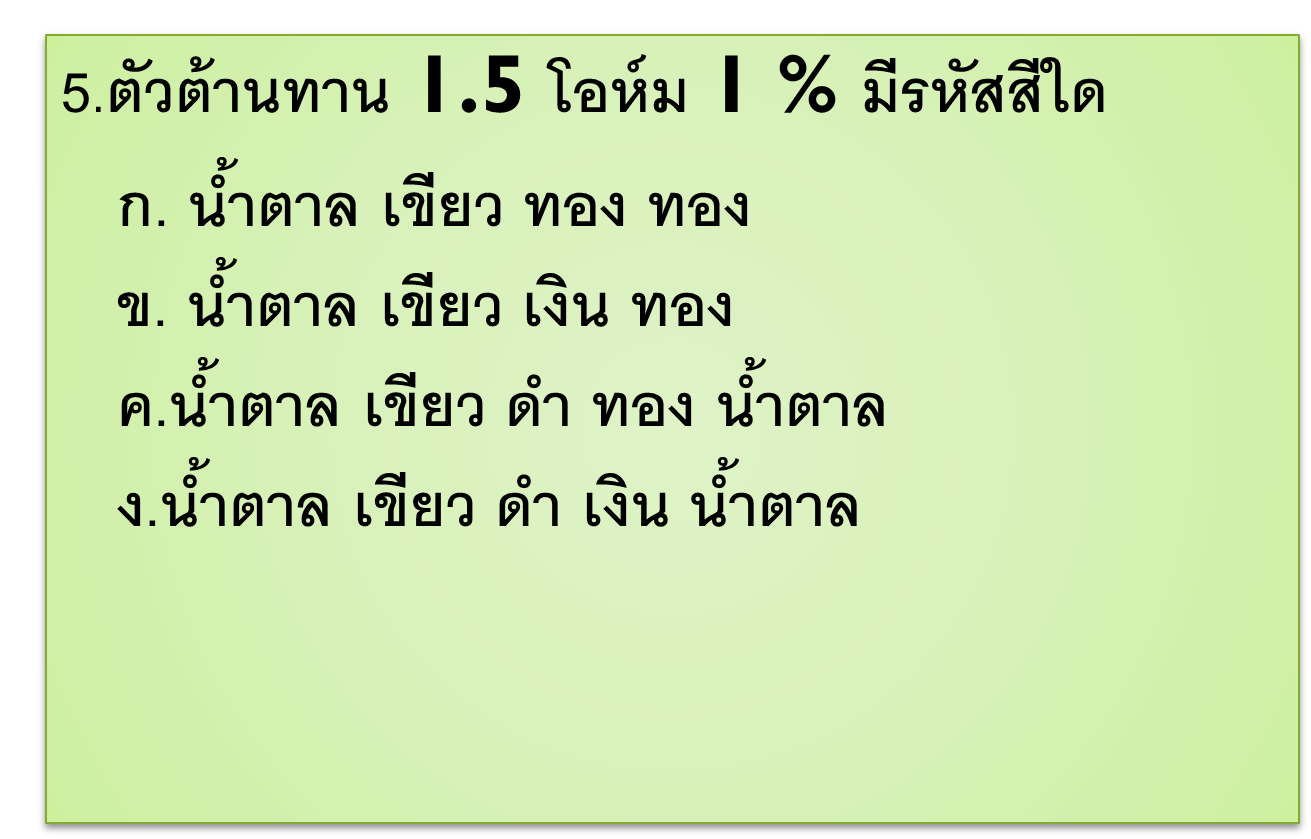 5.ตัวต้านทาน 1.5 โอห์ม 1 % มีรหัสสีใด
ก. น้ำตาล เขียว ทอง ทอง
ข. น้ำตาล เขียว เงิน ทอง
ค.น้ำตาล เขียว ดำ ทอง น้ำตาล
ง.น้ำตาล เขียว ดำ เงิน น้ำตาล